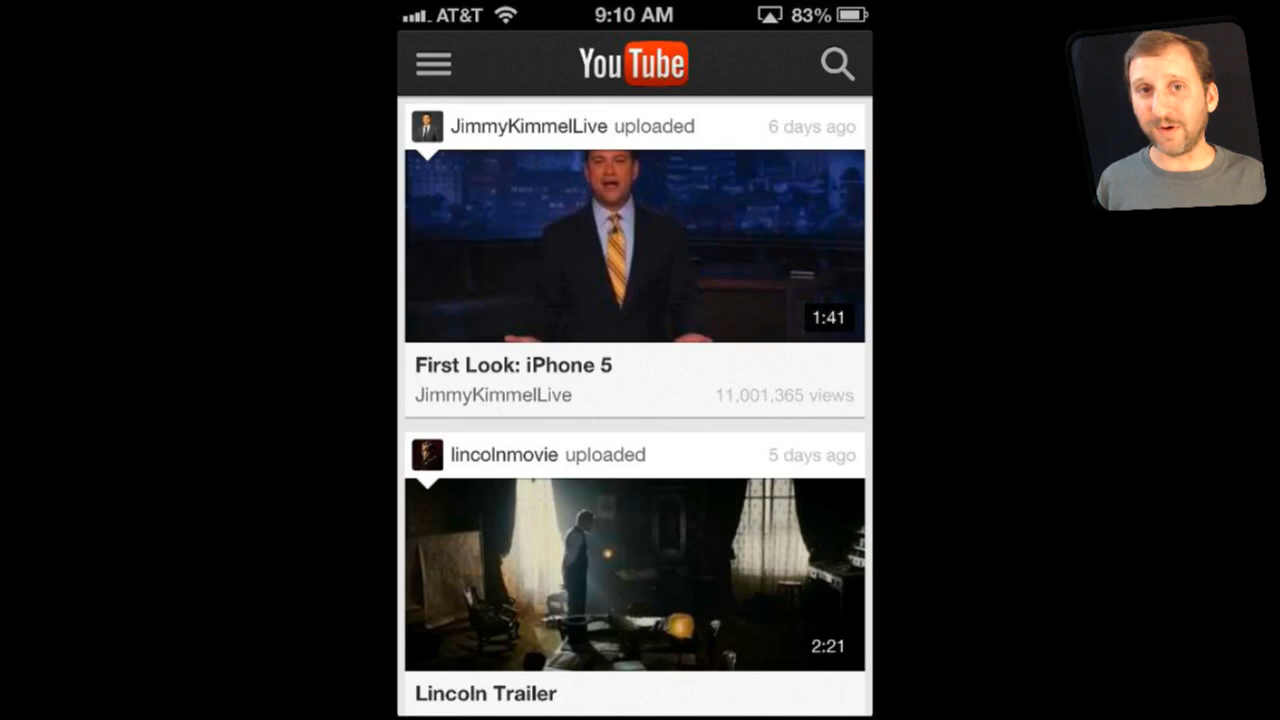 AT&T 9:10 AM 83%
YouTube
JimmyKimmelLive uploaded 6 days ago
1:41
First Look: iPhone 5
JimmyKimmelLive 11,001,365 views
lincolnmovie uploaded 5 days ago
2:21
Lincoln Trailer